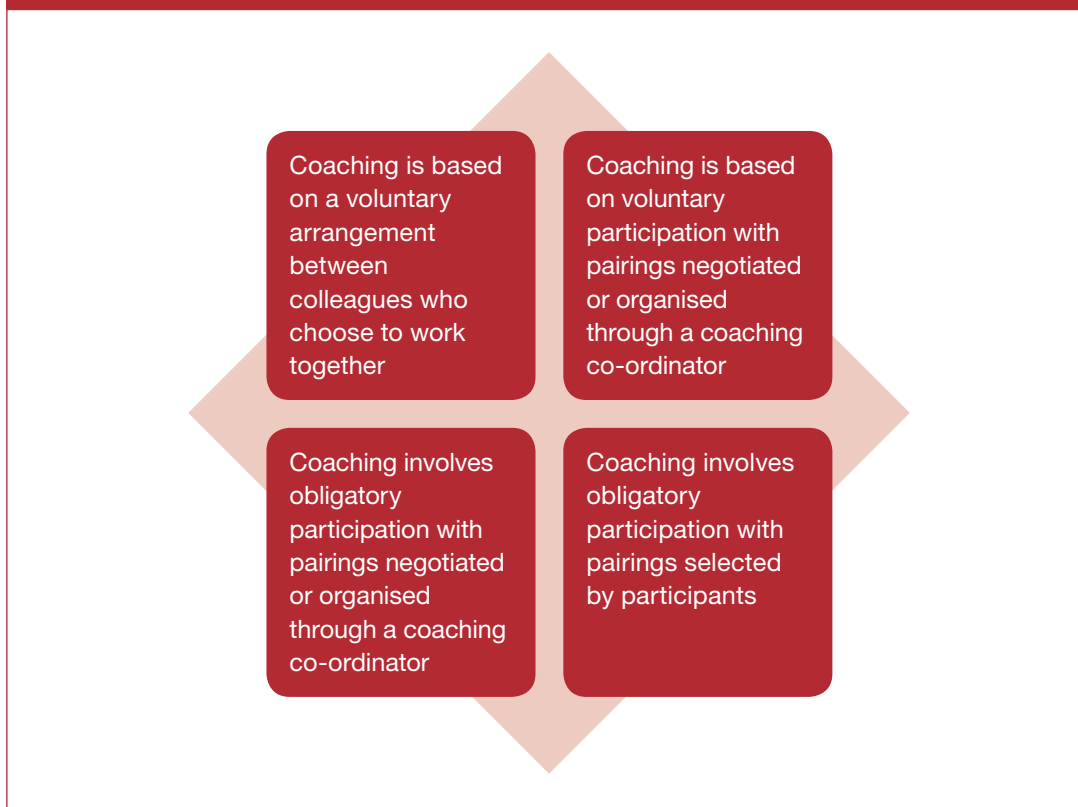 Coaching is based
on a voluntary
arrangement
between
colleagues who
choose to work
together
Coaching is based
on voluntary
participation with
pairings negotiated
or organised
through a coaching
co-ordinator
Coaching involves
obligatory
participation with
pairings negotiated
or organised
through a coaching
co-ordinator
Coaching involves
obligatory
participation with
pairings selected
by participants